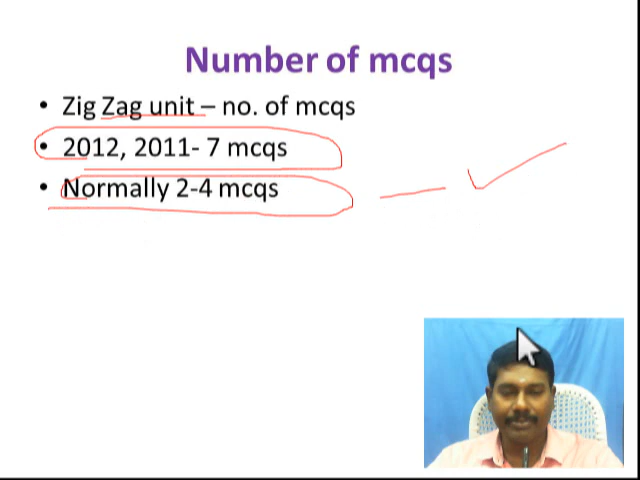 Number of mcqs
• Zig Zag unit – no. of mcqs
• 2012, 2011- 7 mcqs
• Normally 2-4 mcqs